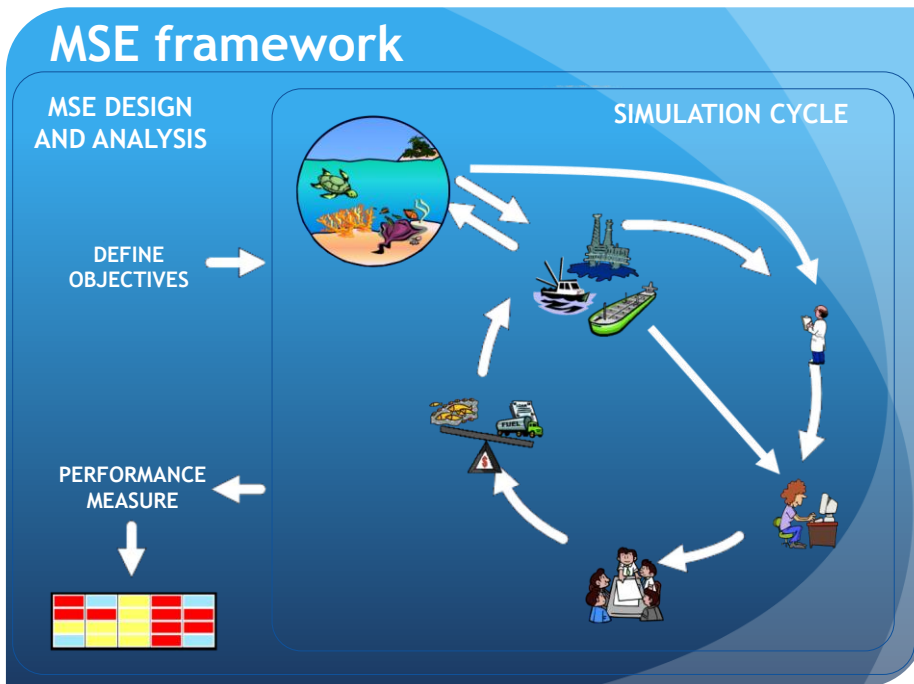 MSE framework
MSE DESIGN
AND ANALYSIS
SIMULATION CYCLE
DEFINE
OBJECTIVES
FUEL
$
PERFORMANCE
MEASURE